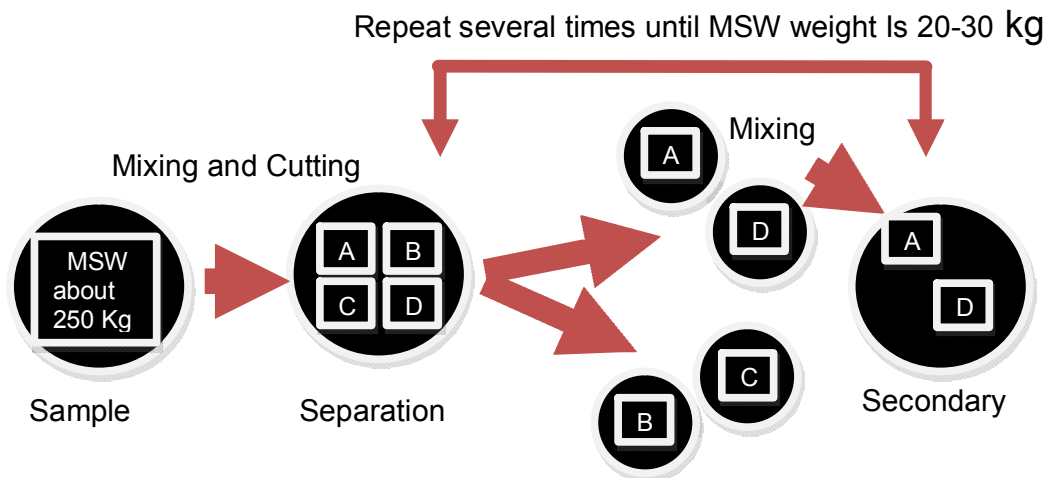 Repeat several times until MSW weight Is 20-30 kg
Mixing
Mixing and Cutting
A
D
MSW
about
250 Kg
A B
C D
A
D
C
B
Sample
Separation
Secondary